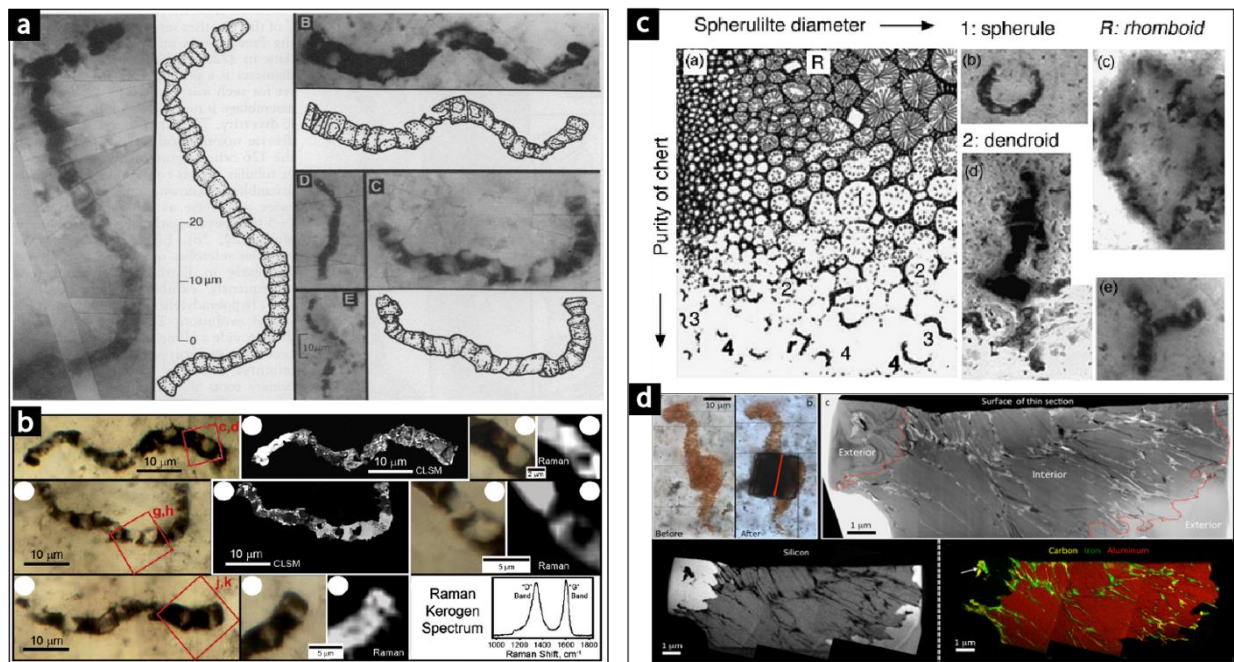 a
B
20
10 µm
0
D
C
E
10µm
b
c,d
10 µm
10 µm
CLSM
2 µm
Raman
g,h
10 µm
10 µm
CLSM
5 µm
Raman
j,k
10 µm
5 µm
Raman
Raman
Kerogen
Spectrum
"D"
Band
"G"
Band
1000 1200 1400 1600 1800
Raman Shift, cm⁻¹
c
Spherulilte diameter
1: spherule
R: rhomboid
(a)
R
(b)
(c)
2: dendroid
Purity of chert
1
(d)
2
2
(e)
3
3
4
r
4
4
d
10 µm
b
c
Surface of thin section
Exterior
Interior
Exterior
1 µm
Before
After
Silicon
1 µm
Carbon Iron Aluminum
1 µm